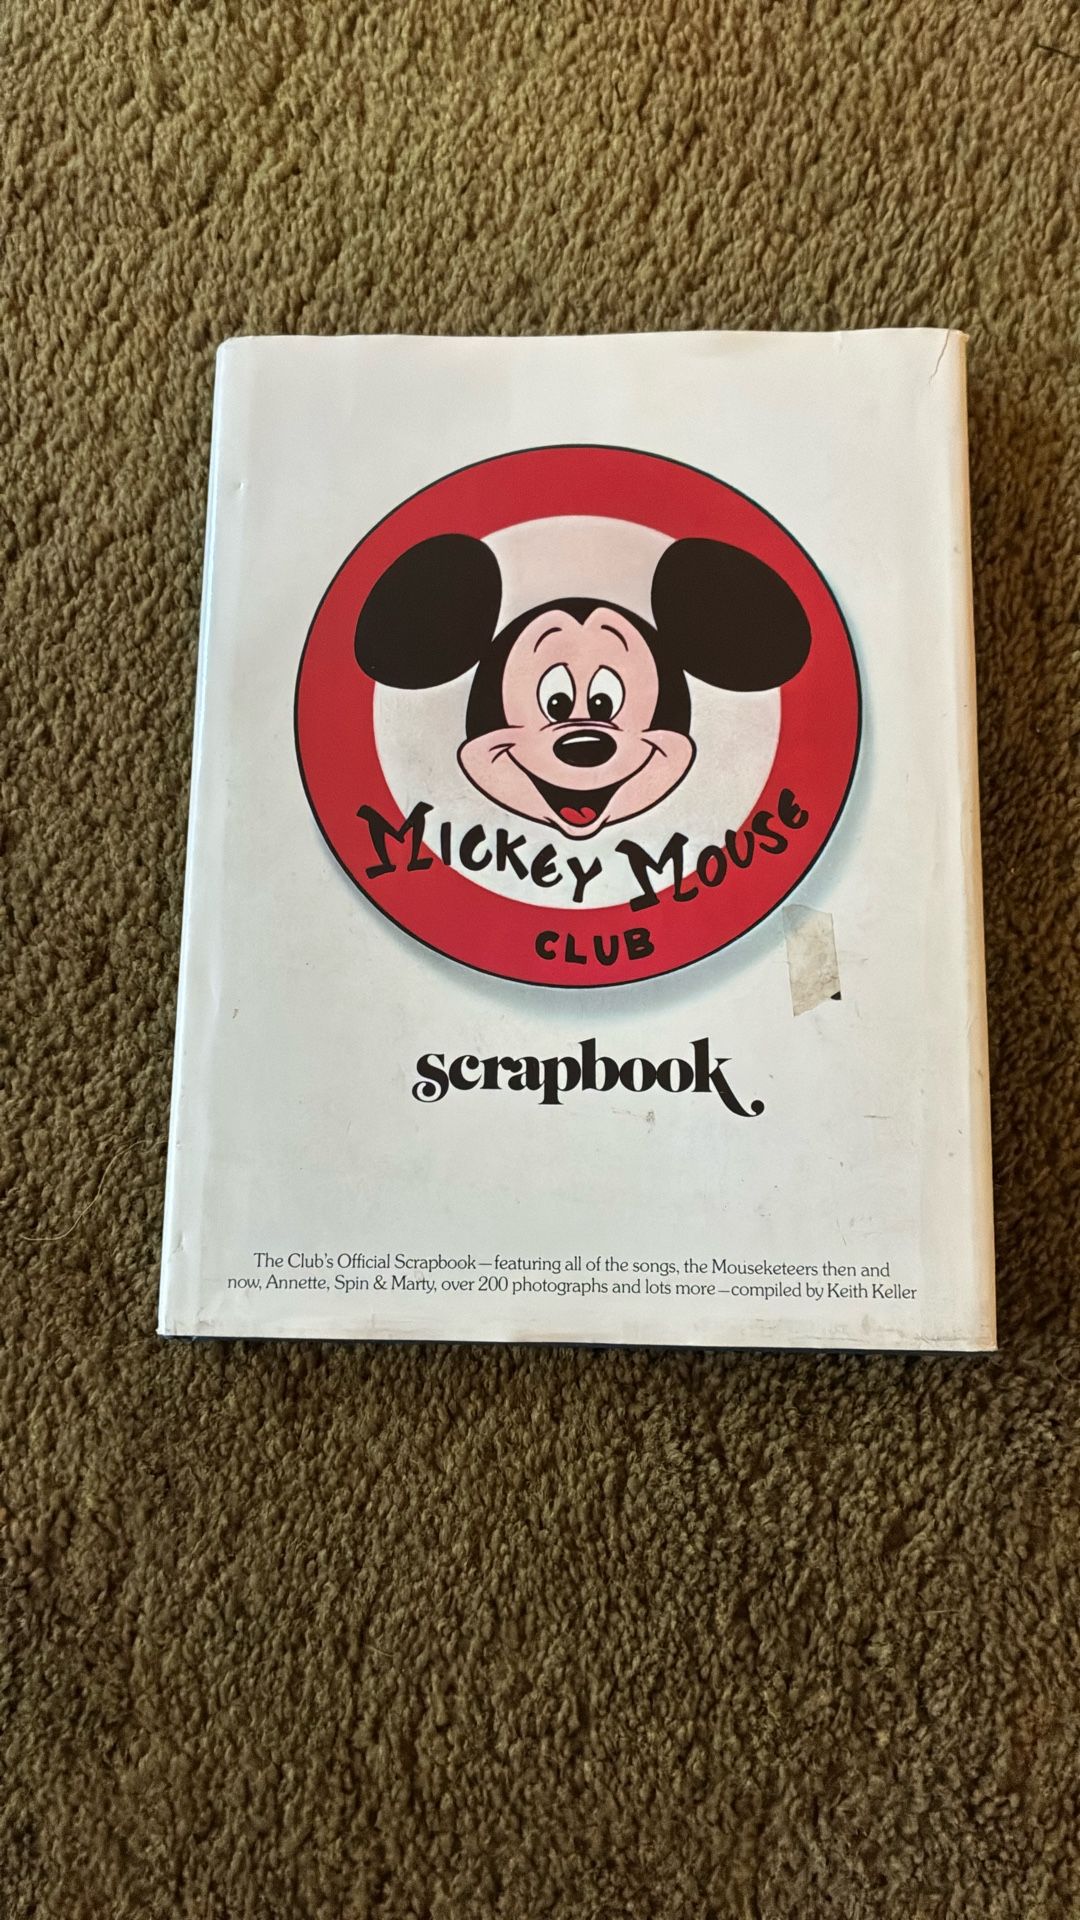 MICKEY MOUSE
CLUB
scrapbook
The Club's Official Scrapbook—featuring all of the songs, the Mouseketeers then and
now, Annette, Spin & Marty, over 200 photographs and lots more—compiled by Keith Keller